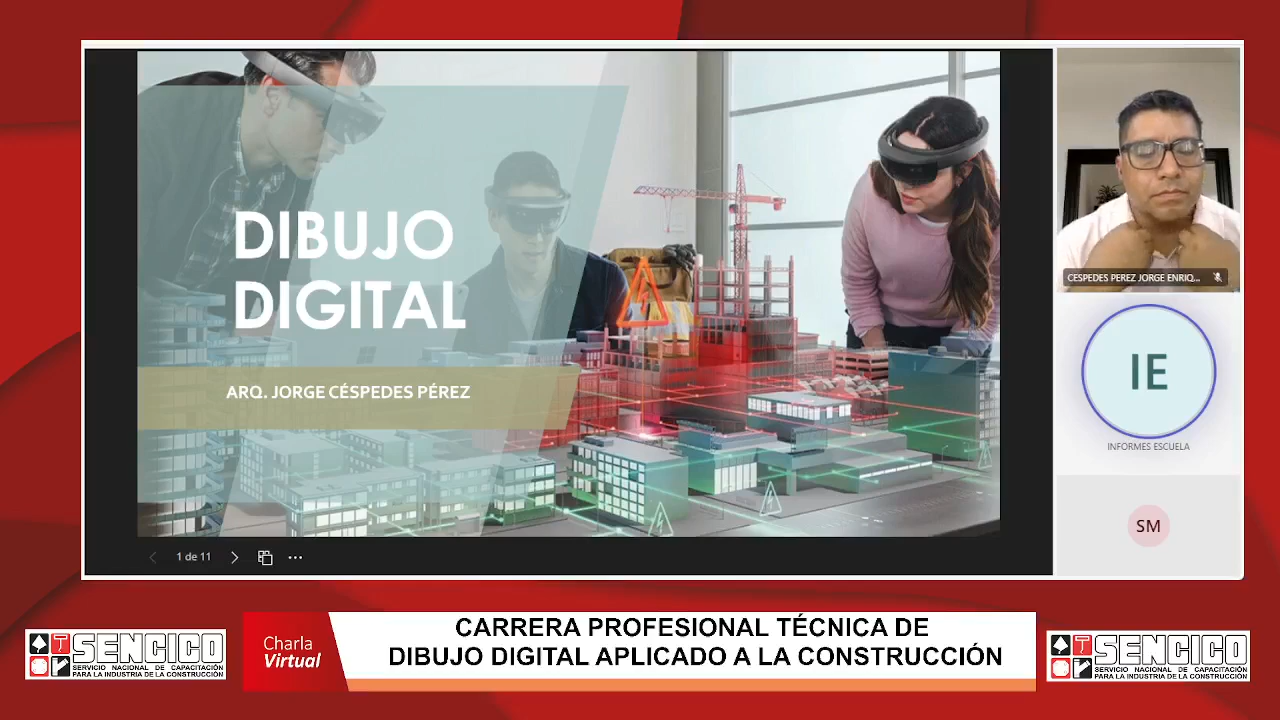 DIBUJO
DIGITAL
ARQ. JORGE CÉSPEDES PÉREZ
1 de 11
CESPEDES PEREZ JORGE ENRIQ...
IE
INFORMES ESCUELA
SM
SENCICO
SERVICIO NACIONAL DE CAPACITACIÓN
PARA LA INDUSTRIA DE LA CONSTRUCCIÓN
Charla
Virtual
CARRERA PROFESIONAL TÉCNICA DE
DIBUJO DIGITAL APLICADO A LA CONSTRUCCIÓN
SENCICO
SERVICIO NACIONAL DE CAPACITACIÓN
PARA LA INDUSTRIA DE LA CONSTRUCCIÓN